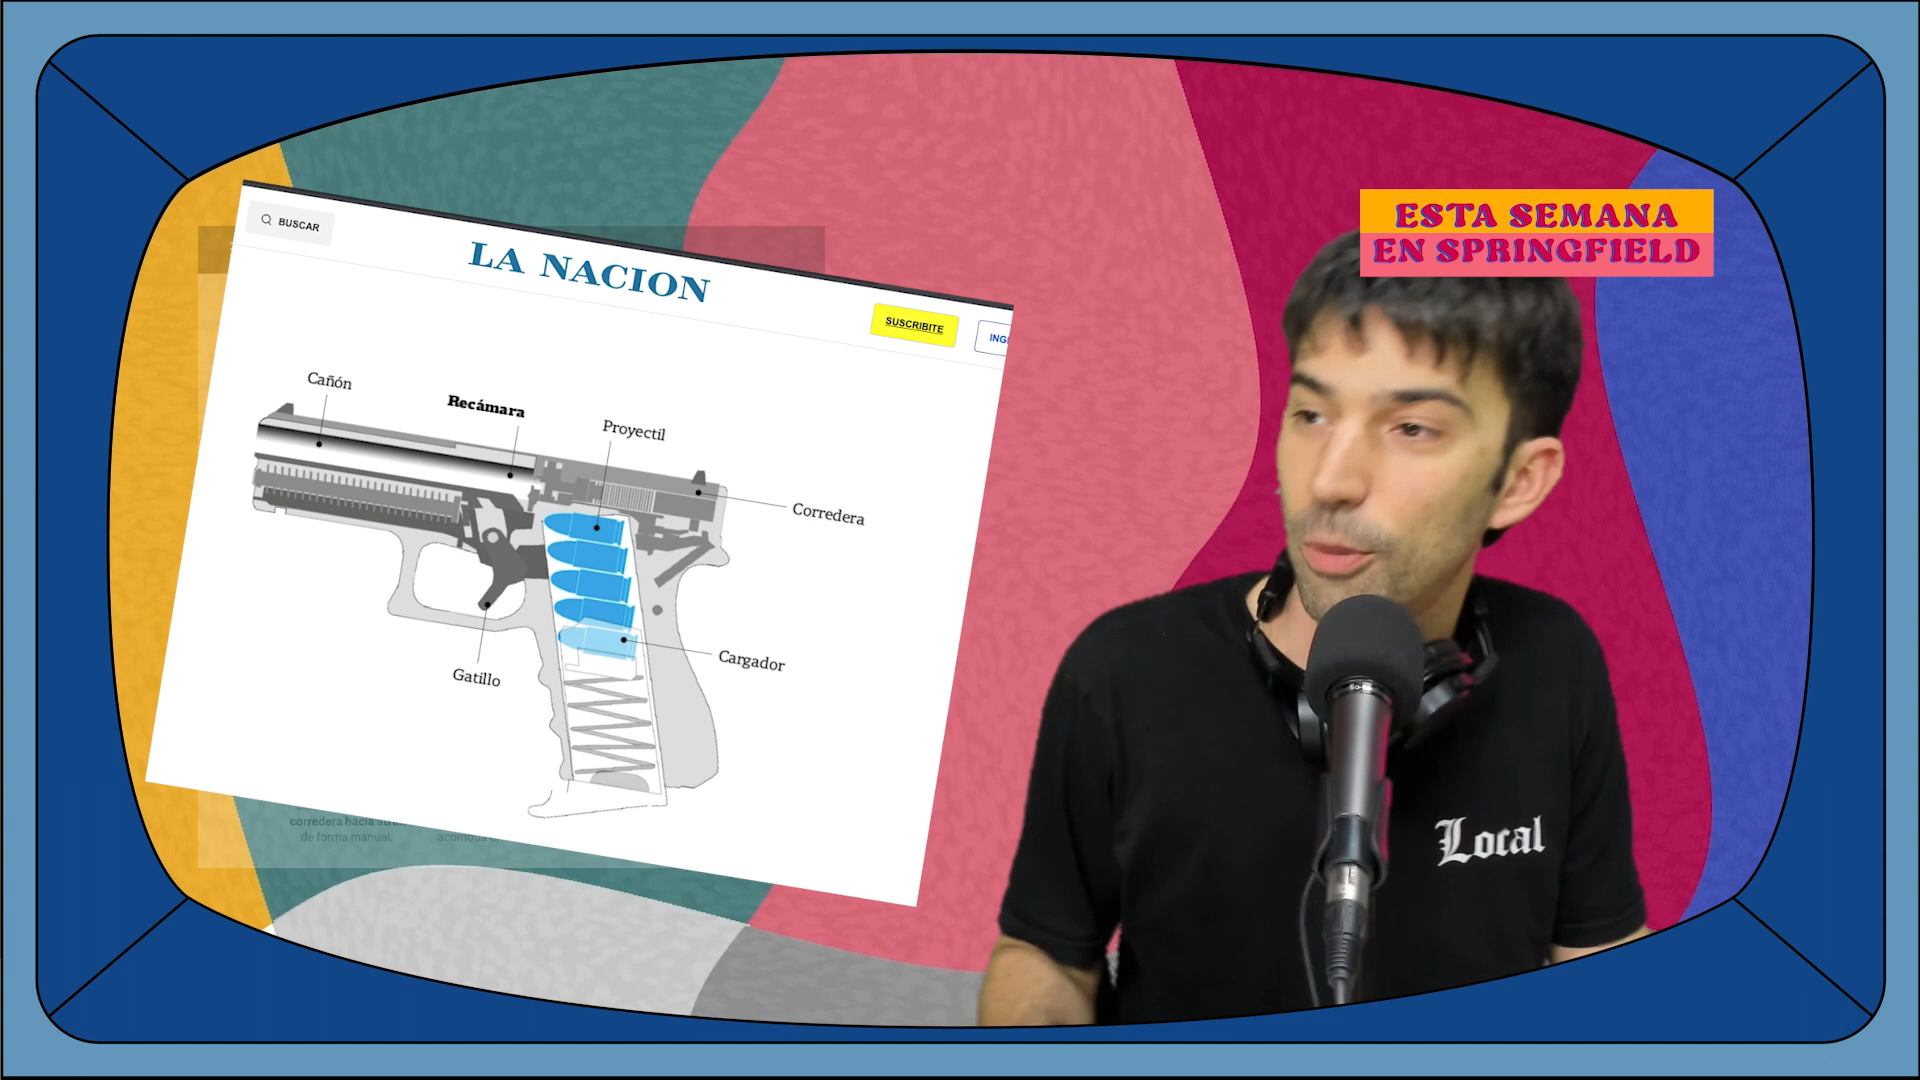 ESTA SEMANA
EN SPRINGFIELD
BUSCAR
LA NACION
SUSCRIBITE
Cañón
Recámara
Proyectil
Corredera
Cargador
Gatillo
corredera hacia
de forma manual.
Local